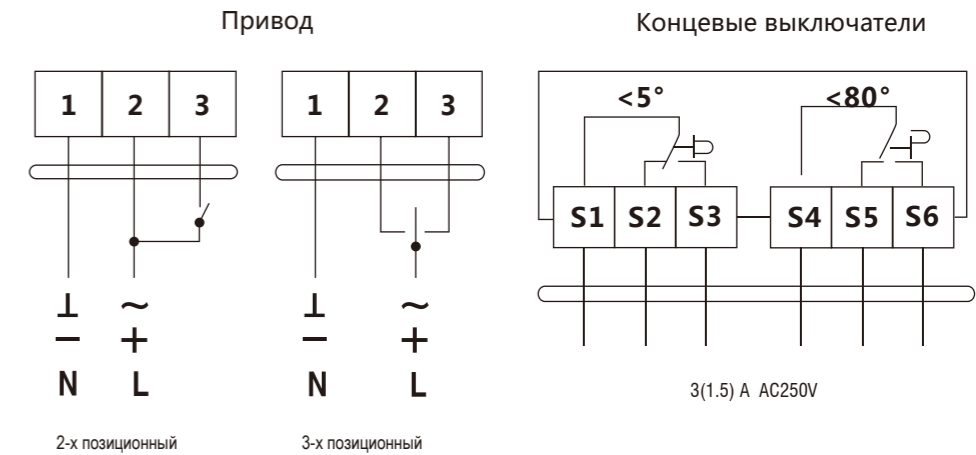 Привод
Концевые выключатели
1 2 3
1 2 3
<5° <80°
S1 S2 S3 S4 S5 S6
⊥ ~
− +
N L
⊥ ~
− +
N L
3(1.5) A AC250V
2-х позиционный
3-х позиционный